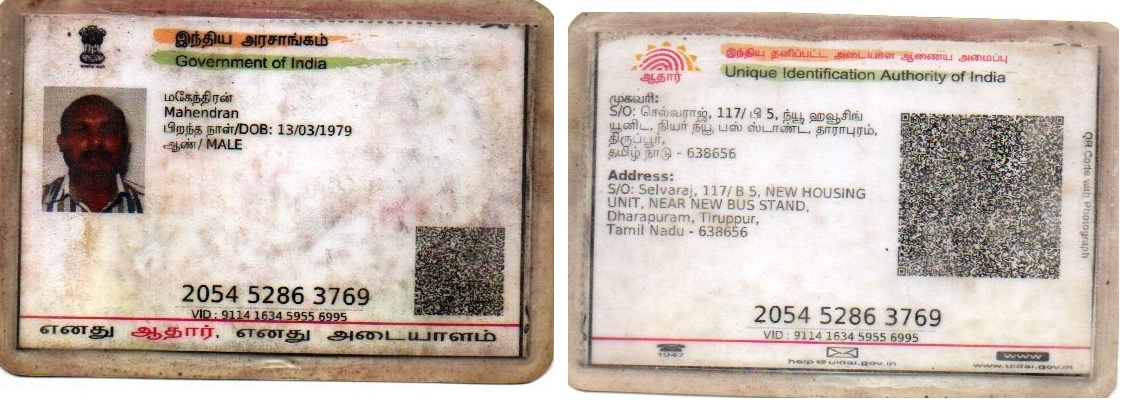 இந்திய அரசாங்கம்
Government of India
மகேந்திரன்
Mahendran
பிறந்த நாள்/DOB: 13/03/1979
ஆண்/ MALE
2054 5286 3769
VID : 9114 1634 5955 6995
எனது ஆதார், எனது அடையாளம்
இந்திய தனிப்பட்ட அடையாள ஆணைய அமைப்பு
ஆதார்
Unique Identification Authority of India
முகவரி:
S/O: செல்வராஜ், 117/ பி 5, நியூ ஹவுசிங்
யூனிட், நியர் நியூ பஸ் ஸ்டாண்ட், தாராபுரம்,
திருப்பூர்,
தமிழ் நாடு - 638656
Address:
S/O: Selvaraj, 117/ B 5, NEW HOUSING
UNIT, NEAR NEW BUS STAND,
Dharapuram, Tiruppur,
Tamil Nadu - 638656
QR Code with Photograph
2054 5286 3769
VID : 9114 1634 5955 6995
1947
help@uidai.gov.in
www
www.uidai.gov.in